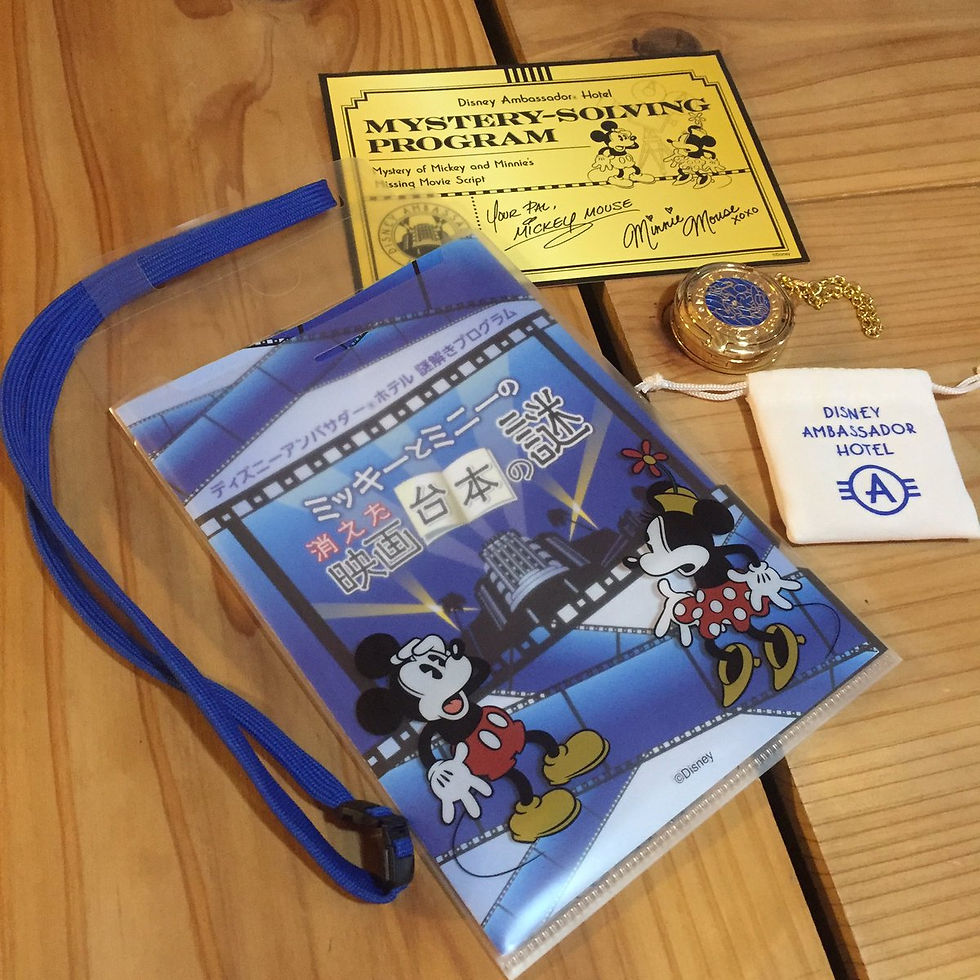 Disney Ambassador® Hotel
MYSTERY-SOLVING
PROGRAM
Mystery of Mickey and Minnie's
Missing Movie Script
YOUR PAL,
MICKEY MOUSE
Minnie Mouse
XOXO
©Disney
DISNEY AMBASSADOR
ディズニーアンバサダー®ホテル 謎解きプログラム
ミッキーとミニーの
消えた
映画台本の謎
©Disney
DISNEY
AMBASSADOR
HOTEL
A